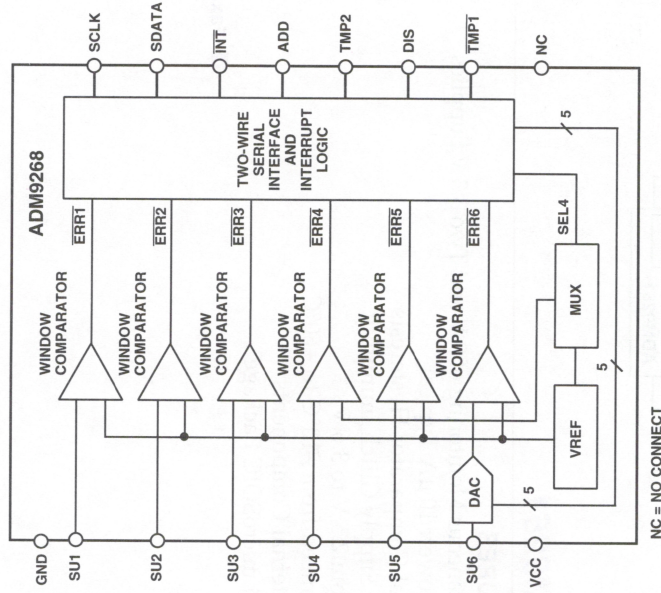 ADM9268
GND
SU1
SU2
SU3
SU4
SU5
SU6
VCC
WINDOW
COMPARATOR
WINDOW
COMPARATOR
WINDOW
COMPARATOR
WINDOW
COMPARATOR
WINDOW
COMPARATOR
WINDOW
COMPARATOR
ERR1
ERR2
ERR3
ERR4
ERR5
ERR6
TWO-WIRE
SERIAL
INTERFACE
AND
INTERRUPT
LOGIC
SCLK
SDATA
INT
ADD
TMP2
DIS
TMP1
NC
DAC
VREF
MUX
SEL4
5
5
5
NC = NO CONNECT